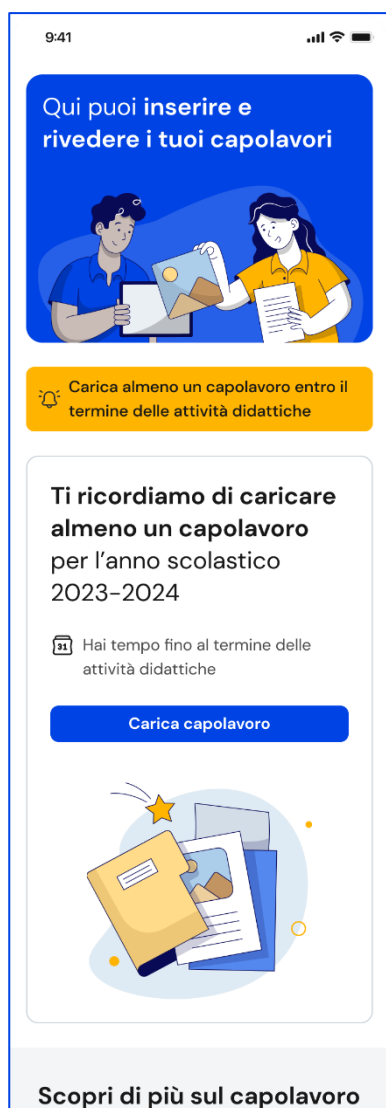 9:41
Qui puoi inserire e
rivedere i tuoi capolavori
Carica almeno un capolavoro entro il
termine delle attività didattiche
Ti ricordiamo di caricare
almeno un capolavoro
per l’anno scolastico
2023-2024
31
Hai tempo fino al termine delle
attività didattiche
Carica capolavoro
Scopri di più sul capolavoro